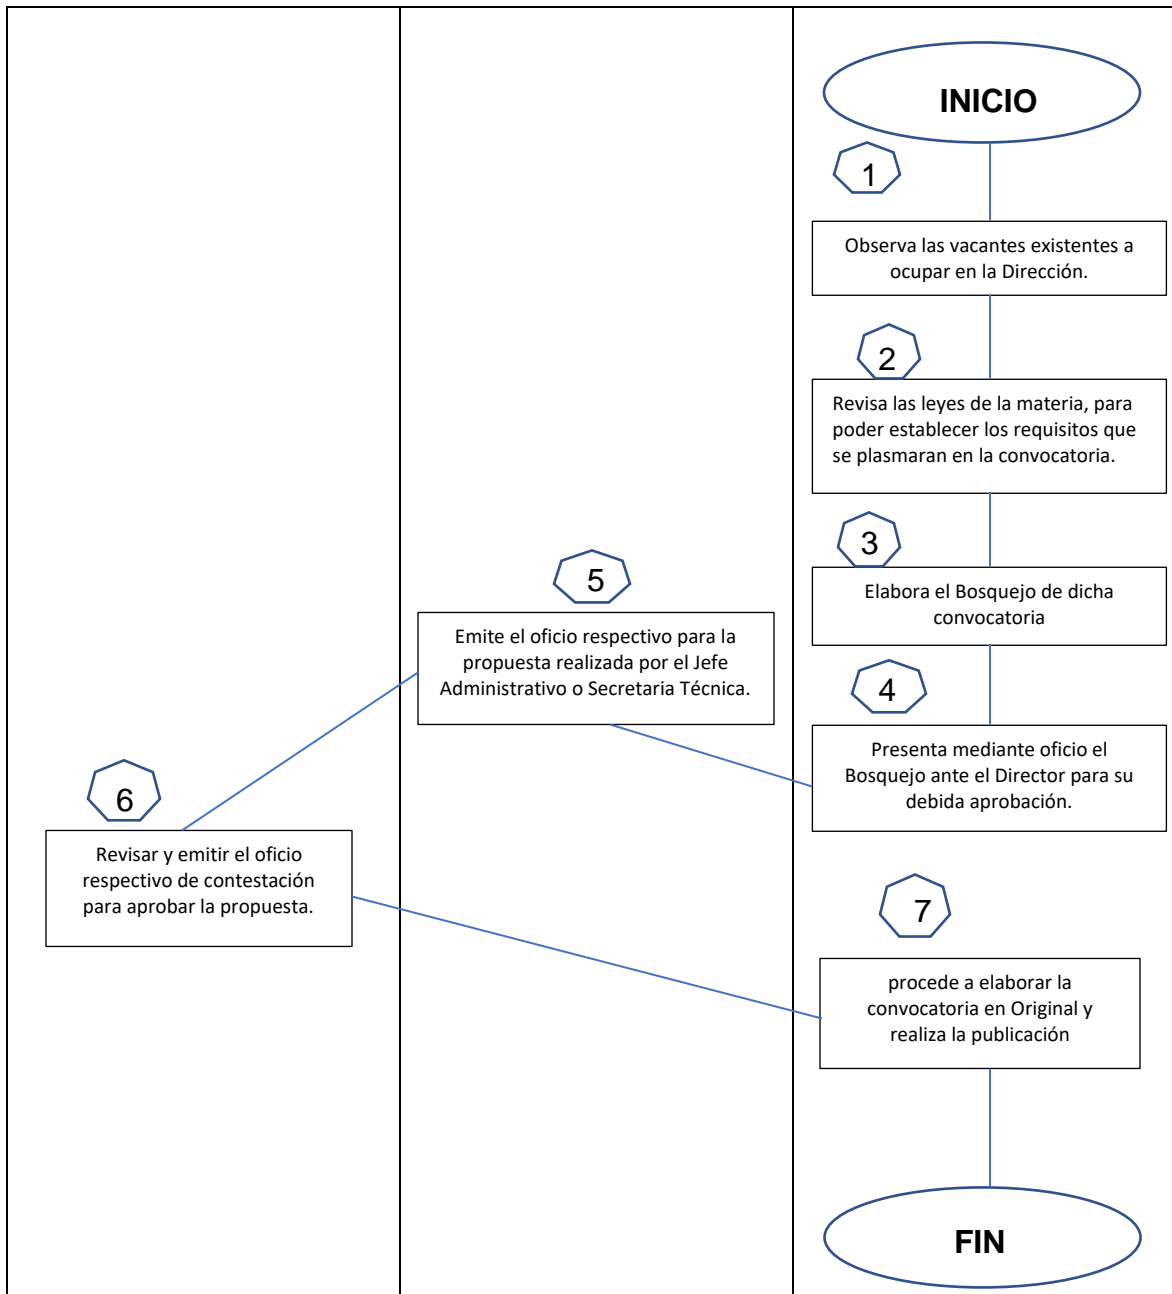 INICIO
1
Observa las vacantes existentes a
ocupar en la Dirección.
2
Revisa las leyes de la materia, para
poder establecer los requisitos que
se plasmaran en la convocatoria.
3
Elabora el Bosquejo de dicha
convocatoria
4
Presenta mediante oficio el
Bosquejo ante el Director para su
debida aprobación.
5
Emite el oficio respectivo para la
propuesta realizada por el Jefe
Administrativo o Secretaria Técnica.
6
Revisar y emitir el oficio
respectivo de contestación
para aprobar la propuesta.
7
procede a elaborar la
convocatoria en Original y
realiza la publicación
FIN